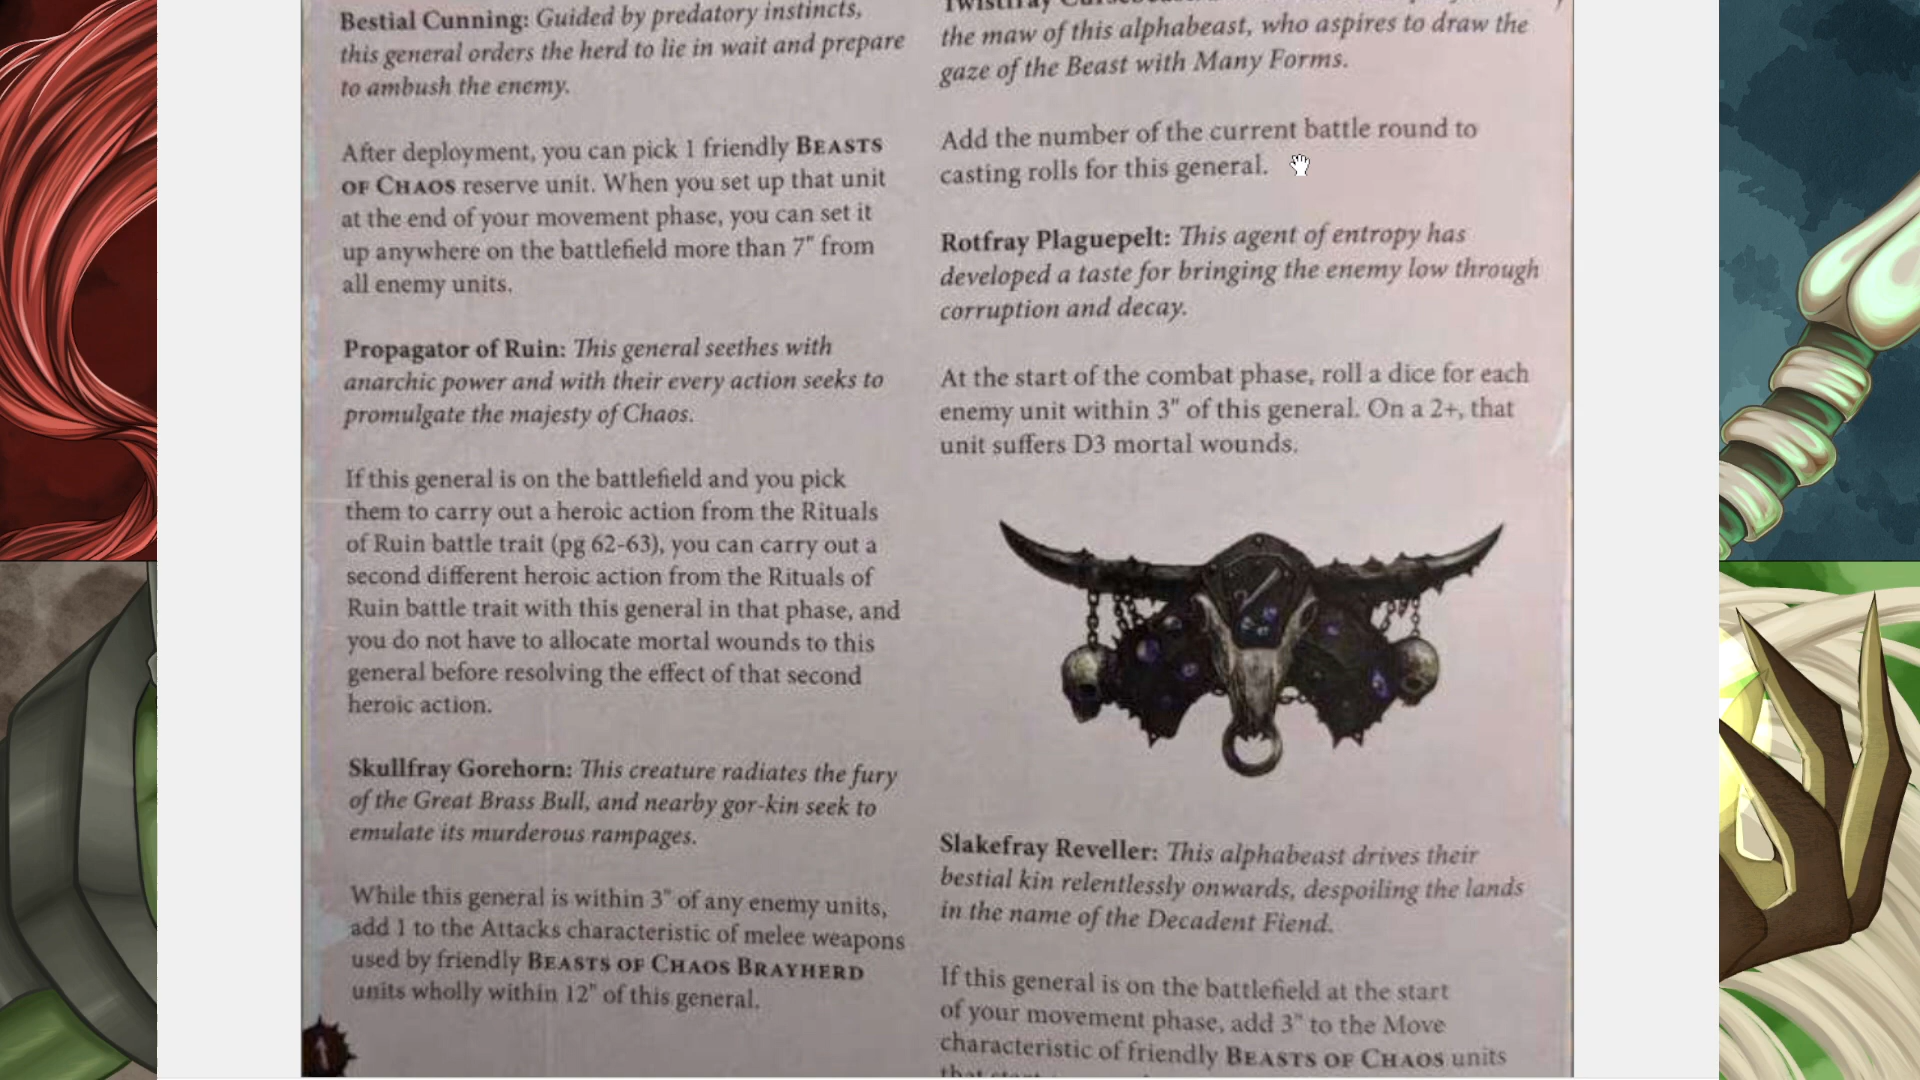 Bestial Cunning: Guided by predatory instincts,
this general orders the herd to lie in wait and prepare
to ambush the enemy.
After deployment, you can pick 1 friendly BEASTS
OF CHAOS reserve unit. When you set up that unit
at the end of your movement phase, you can set it
up anywhere on the battlefield more than 7" from
all enemy units.
Propagator of Ruin: This general seethes with
anarchic power and with their every action seeks to
promulgate the majesty of Chaos.
If this general is on the battlefield and you pick
them to carry out a heroic action from the Rituals
of Ruin battle trait (pg 62-63), you can carry out a
second different heroic action from the Rituals of
Ruin battle trait with this general in that phase, and
you do not have to allocate mortal wounds to this
general before resolving the effect of that second
heroic action.
Skullfray Gorehorn: This creature radiates the fury
of the Great Brass Bull, and nearby gor-kin seek to
emulate its murderous rampages.
While this general is within 3" of any enemy units,
add 1 to the Attacks characteristic of melee weapons
used by friendly BEASTS OF CHAOS BRAYHERD
units wholly within 12" of this general.
Twistfray
the maw of this alphabeast, who aspires to draw the
gaze of the Beast with Many Forms.
Add the number of the current battle round to
casting rolls for this general.
Rotfray Plaguepelt: This agent of entropy has
developed a taste for bringing the enemy low through
corruption and decay.
At the start of the combat phase, roll a dice for each
enemy unit within 3" of this general. On a 2+, that
unit suffers D3 mortal wounds.
Slakefray Reveller: This alphabeast drives their
bestial kin relentlessly onwards, despoiling the lands
in the name of the Decadent Fiend.
If this general is on the battlefield at the start
of your movement phase, add 3" to the Move
characteristic of friendly BEASTS OF CHAOS units